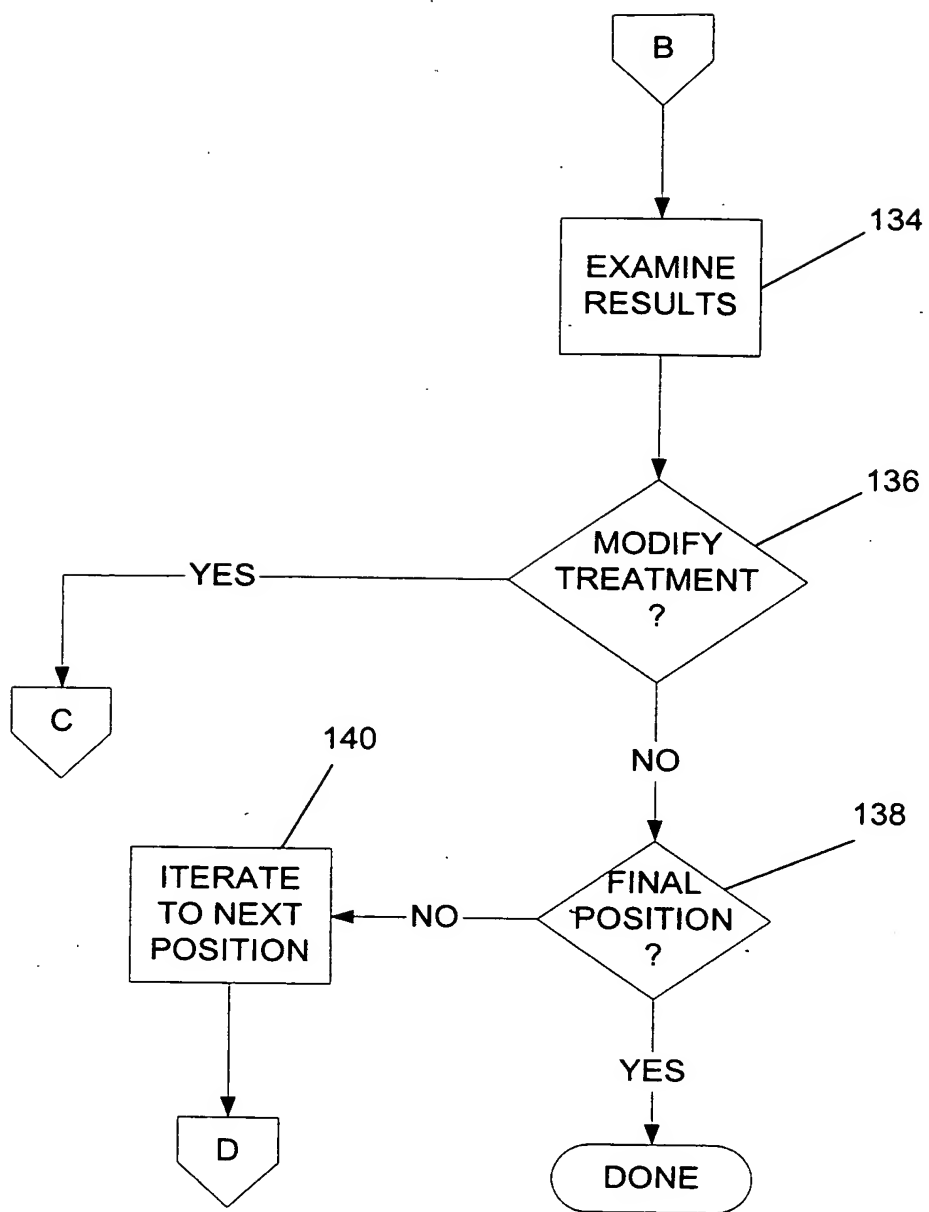 B
134
EXAMINE
RESULTS
136
MODIFY
TREATMENT
?
YES
C
NO
140
138
ITERATE
TO NEXT
POSITION
NO
FINAL
POSITION
?
YES
D
DONE